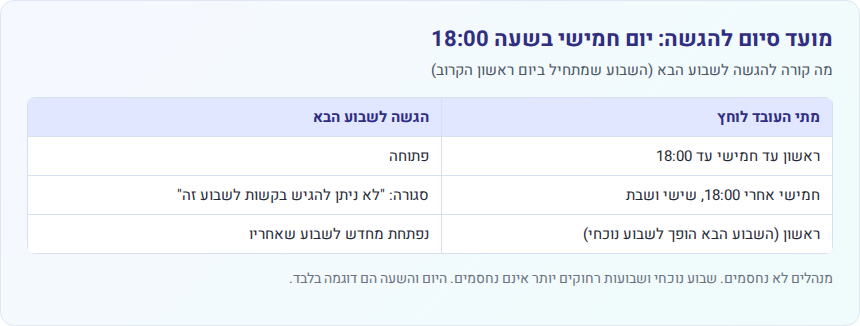 מועד סיום להגשה: יום חמישי בשעה 18:00
מה קורה להגשה לשבוע הבא (השבוע שמתחיל ביום ראשון הקרוב)
מתי העובד לוחץ	הגשה לשבוע הבא
ראשון עד חמישי עד 18:00	פתוחה
חמישי אחרי 18:00, שישי ושבת	סגורה: "לא ניתן להגיש בקשות לשבוע זה"
ראשון (השבוע הבא הופך לשבוע נוכחי)	נפתחת מחדש לשבוע שאחריו
מנהלים לא נחסמים. שבוע נוכחי ושבועות רחוקים יותר אינם נחסמים. היום והשעה הם דוגמה בלבד.